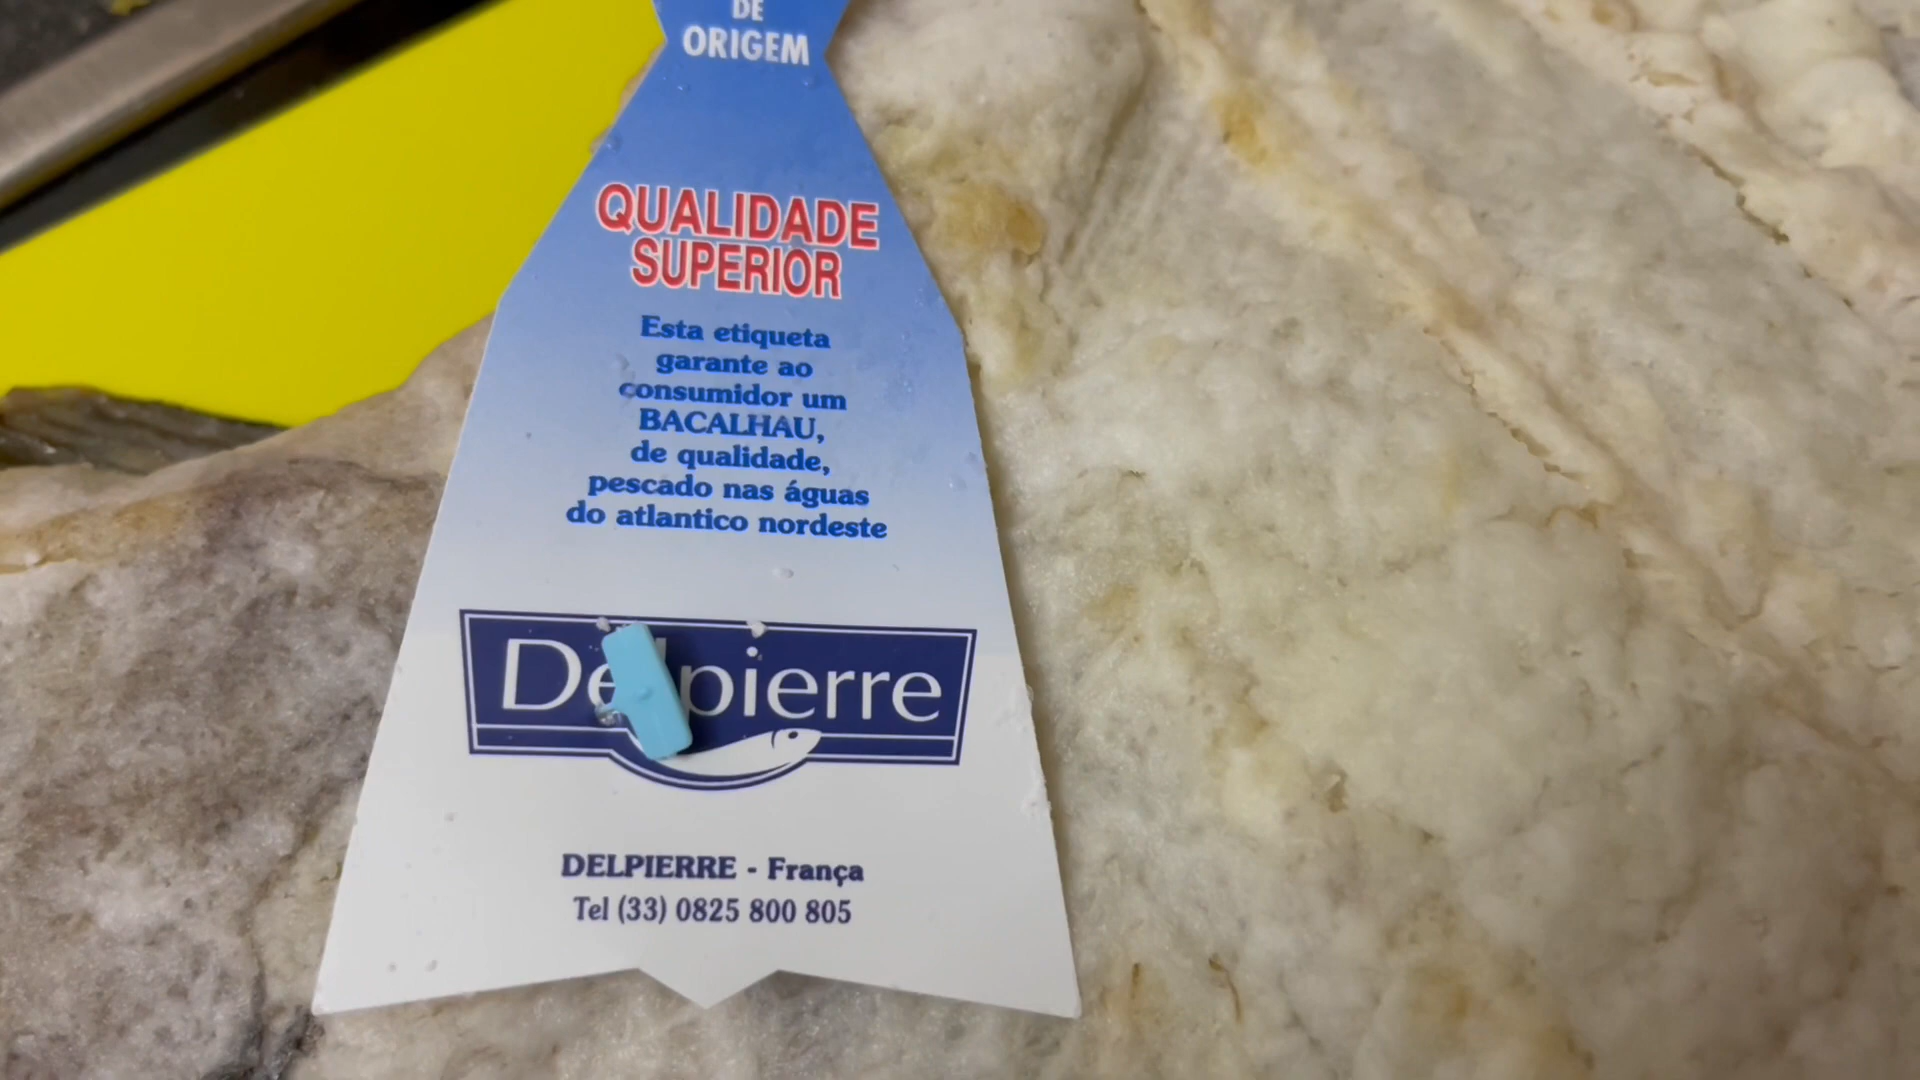 DE
ORIGEM
QUALIDADE
SUPERIOR
Esta etiqueta
garante ao
consumidor um
BACALHAU,
de qualidade,
pescado nas águas
do atlantico nordeste
Delpierre
DELPIERRE - França
Tel (33) 0825 800 805